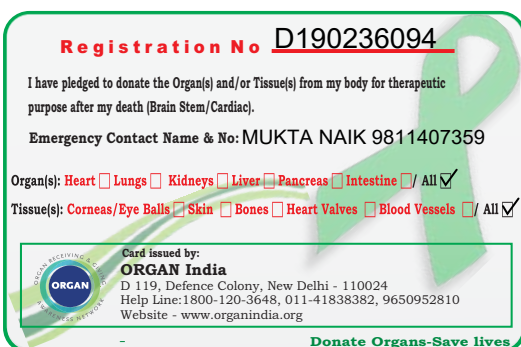 Registration No D190236094
I have pledged to donate the Organ(s) and/or Tissue(s) from my body for therapeutic
purpose after my death (Brain Stem/Cardiac).
Emergency Contact Name & No: MUKTA NAIK 9811407359
Organ(s): Heart Lungs Kidneys Liver Pancreas Intestine / All
Tissue(s): Corneas/Eye Balls Skin Bones Heart Valves Blood Vessels / All
ORGAN RECEIVING & GIVING
ORGAN
AWARENESS NETWORK
Card issued by:
ORGAN India
D 119, Defence Colony, New Delhi - 110024
Help Line:1800-120-3648, 011-41838382, 9650952810
Website - www.organindia.org
Donate Organs-Save lives